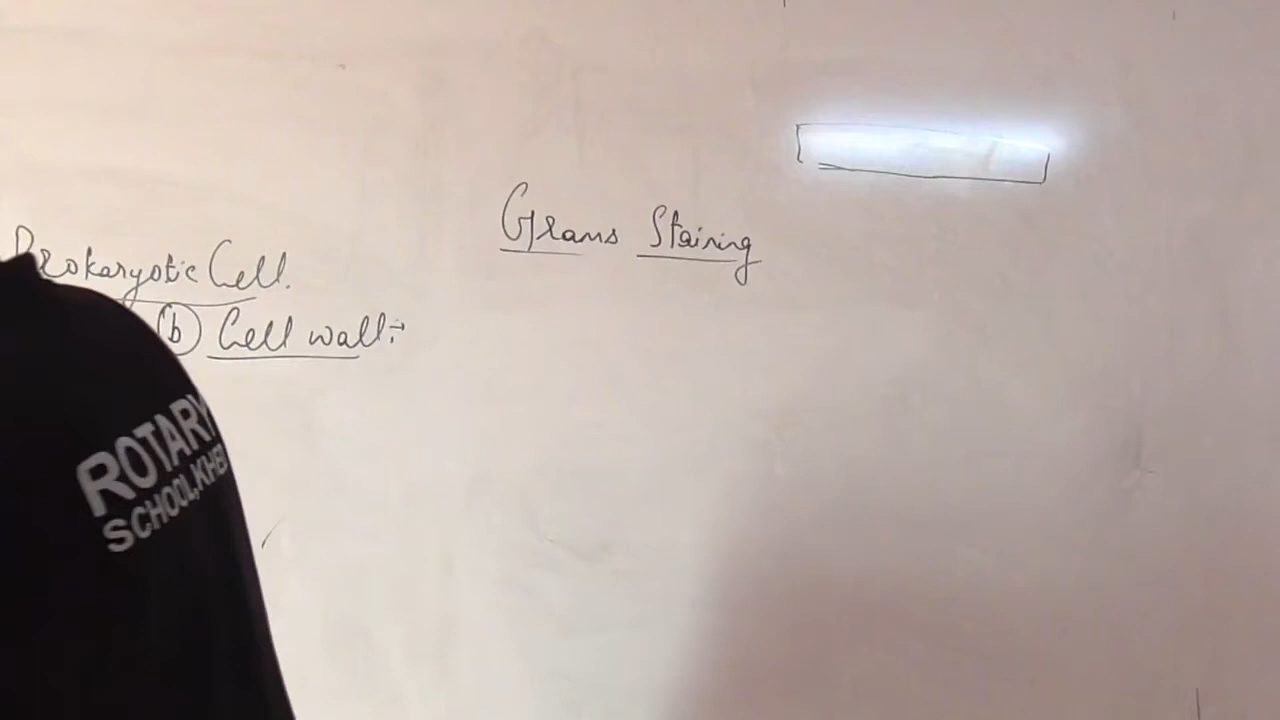 Grams Staining
Prokaryotic Cell.
(b) Cell wall:→
ROTARY
SCHOOL,